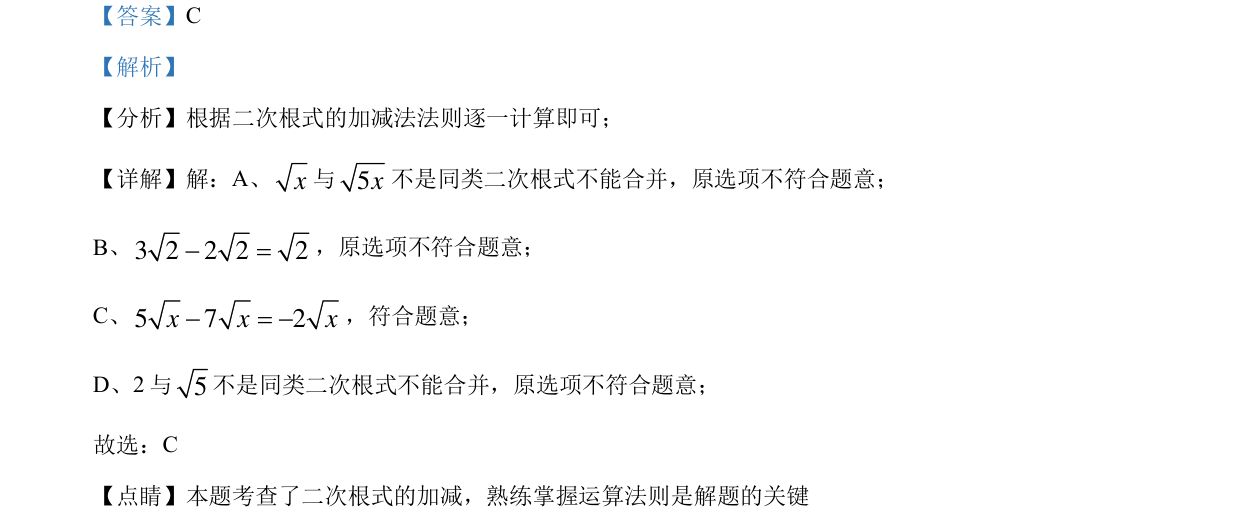 【答案】C
【解析】
【分析】根据二次根式的加减法法则逐一计算即可；
【详解】解：A、√x 与 √5x 不是同类二次根式不能合并，原选项不符合题意；
B、3√2－2√2＝√2，原选项不符合题意；
C、5√x－7√x＝－2√x，符合题意；
D、2 与 √5 不是同类二次根式不能合并，原选项不符合题意；
故选：C
【点睛】本题考查了二次根式的加减，熟练掌握运算法则是解题的关键